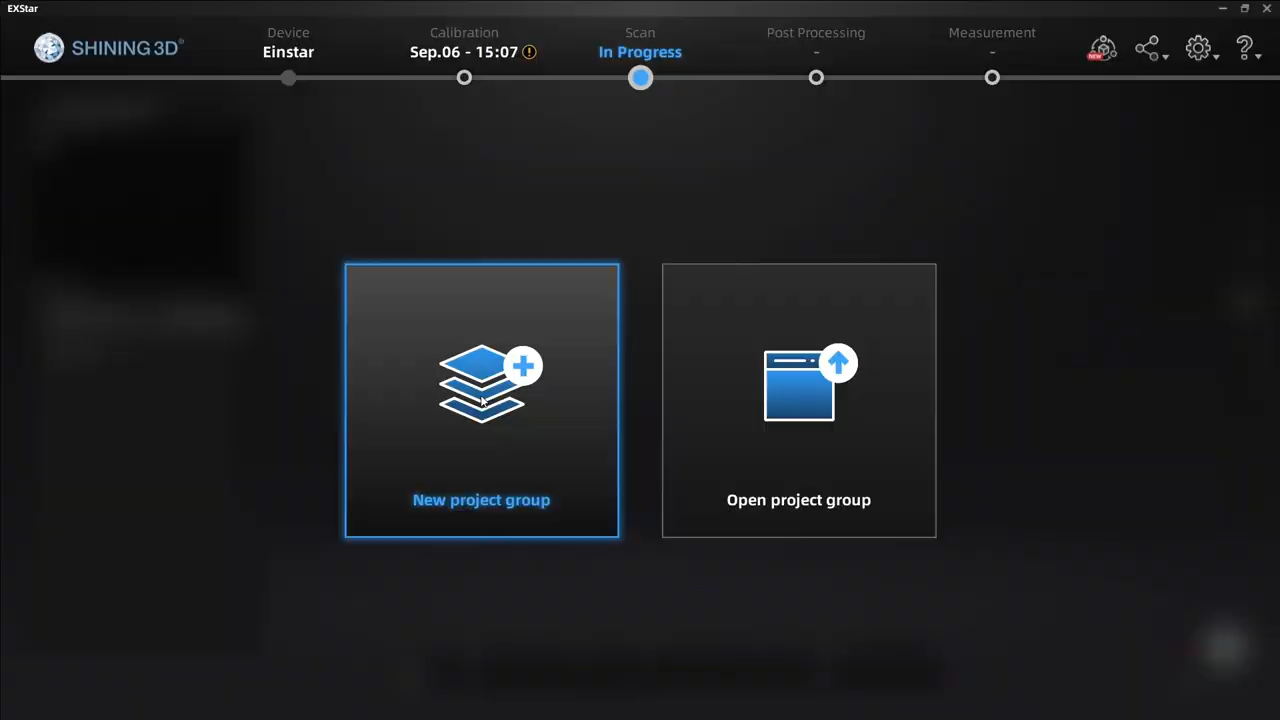 EXStar
SHINING 3D®
Device
Einstar
Calibration
Sep.06 - 15:07
Scan
In Progress
Post Processing
-
Measurement
-
NEW
New project group
Open project group